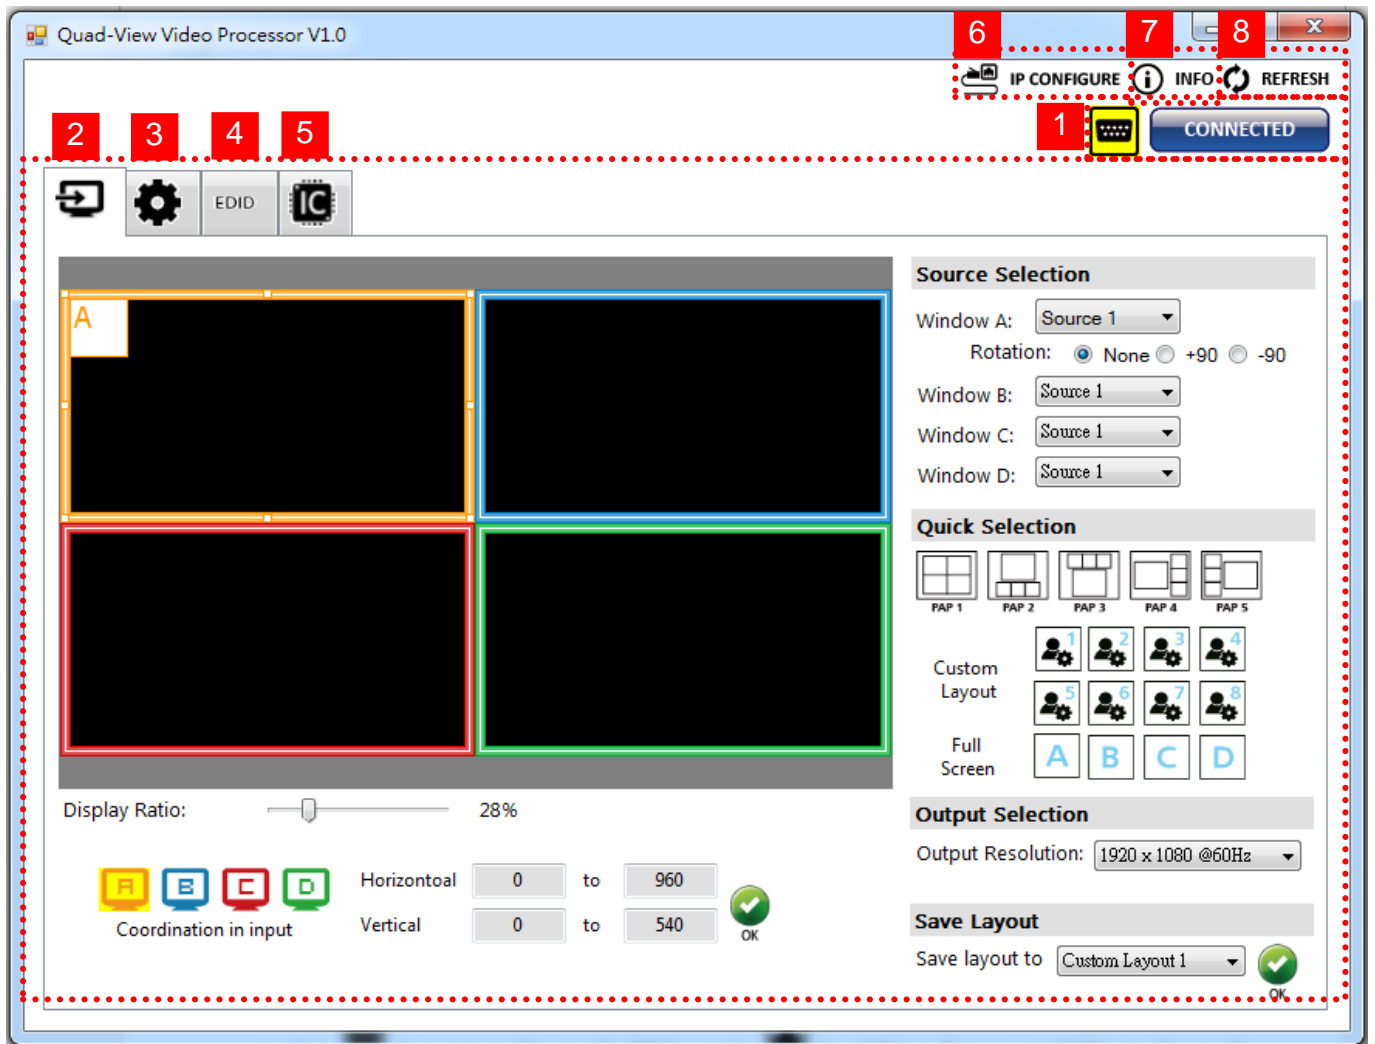 Quad-View Video Processor V1.0
6 7 8
IP CONFIGURE INFO REFRESH
1 CONNECTED
2 3 4 5
EDID IC
A
Source Selection
Window A: Source 1
Rotation: None +90 -90
Window B: Source 1
Window C: Source 1
Window D: Source 1
Quick Selection
PAP 1 PAP 2 PAP 3 PAP 4 PAP 5
Custom
Layout
1 2 3 4
5 6 7 8
Full
Screen
A B C D
Display Ratio: 28%
Output Selection
Output Resolution: 1920 x 1080 @60Hz
A B C D
Coordination in input
Horizontoal 0 to 960
Vertical 0 to 540
OK
Save Layout
Save layout to Custom Layout 1
OK